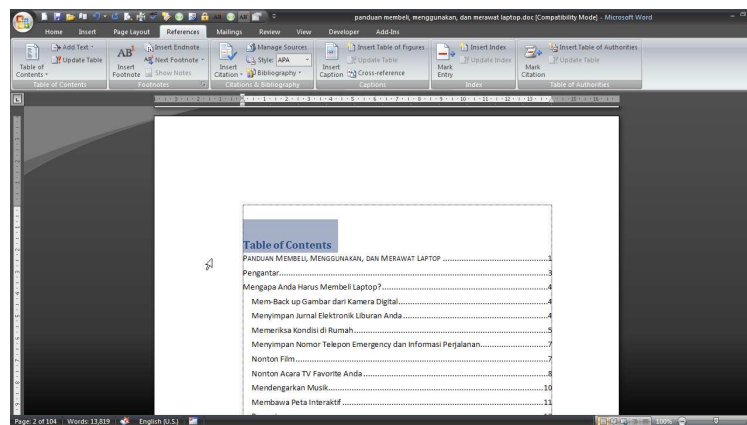 panduan membeli, menggunakan, dan merawat laptop.doc [Compatibility Mode] - Microsoft Word
Home Insert Page Layout References Mailings Review View Developer Add-Ins
Table of Contents
Add Text
Update Table
Table of Contents
Insert Footnote
Insert Endnote
Next Footnote
Show Notes
Footnotes
Insert Citation
Manage Sources
Style: APA
Bibliography
Citations & Bibliography
Insert Caption
Insert Table of Figures
Update Table
Cross-reference
Captions
Mark Entry
Insert Index
Update Index
Index
Mark Citation
Insert Table of Authorities
Update Table
Table of Authorities
Table of Contents
PANDUAN MEMBELI, MENGGUNAKAN, DAN MERAWAT LAPTOP 1
Pengantar 3
Mengapa Anda Harus Membeli Laptop? 4
Mem-Back up Gambar dari Kamera Digital 4
Menyimpan Jurnal Elektronik Liburan Anda 4
Memeriksa Kondisi di Rumah 5
Menyimpan Nomor Telepon Emergency dan Informasi Perjalanan 7
Nonton Film 7
Nonton Acara TV Favorite Anda 8
Mendengarkan Musik 10
Membawa Peta Interaktif 11
Page: 2 of 104 Words: 13,819 English (U.S.) 100%